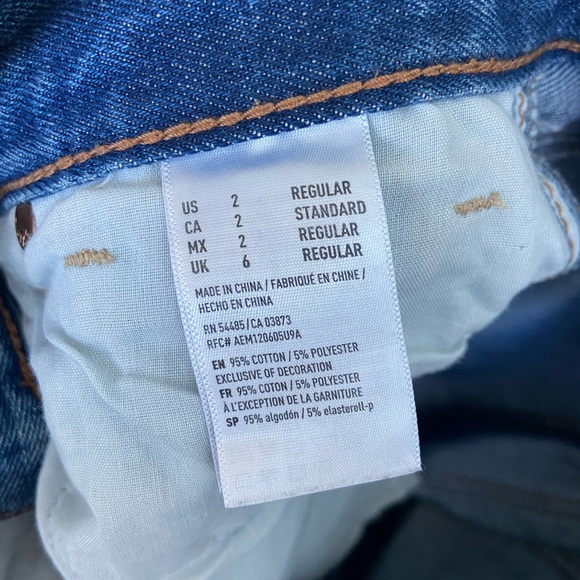 US 2 REGULAR
CA 2 STANDARD
MX 2 REGULAR
UK 6 REGULAR
MADE IN CHINA / FABRIQUÉ EN CHINE /
HECHO EN CHINA
RN 54485 / CA 03873
RFC# AEM120605U9A
EN 95% COTTON / 5% POLYESTER
EXCLUSIVE OF DECORATION
FR 95% COTON / 5% POLYESTER
À L'EXCEPTION DE LA GARNITURE
SP 95% algodón / 5% elasterell-p